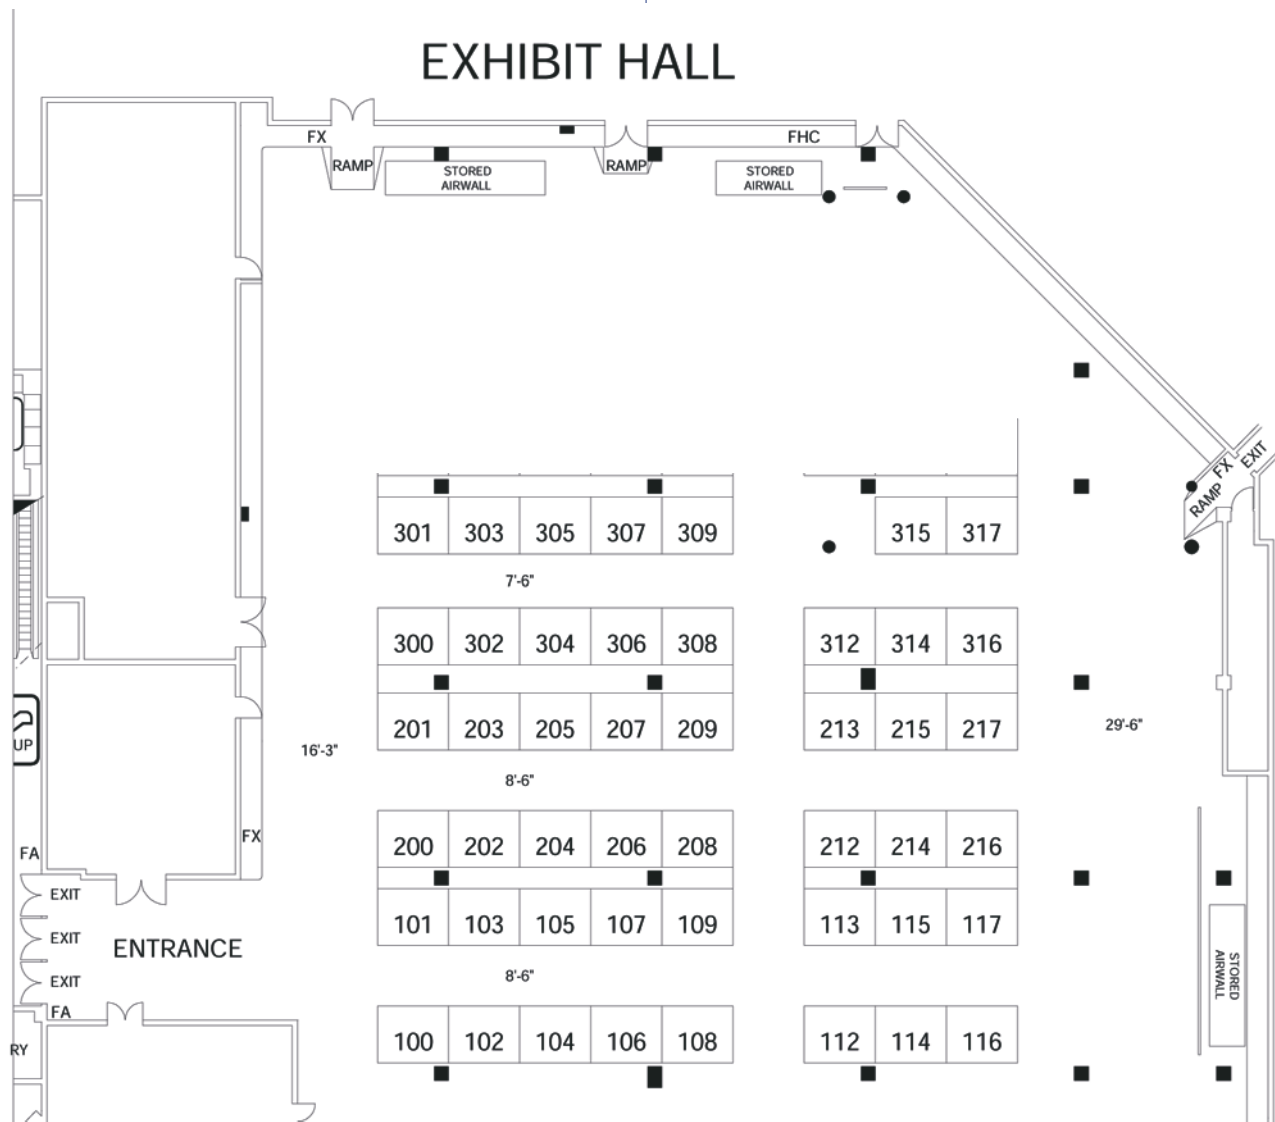 EXHIBIT HALL
FX
FHC
RAMP
STORED
AIRWALL
RAMP
STORED
AIRWALL
EXIT
FX
RAMP
301 303 305 307 309
315 317
7'-6"
300 302 304 306 308
312 314 316
201 203 205 207 209
213 215 217
29'-6"
UP
16'-3"
8'-6"
FX
200 202 204 206 208
212 214 216
FA
EXIT
101 103 105 107 109
113 115 117
EXIT
ENTRANCE
8'-6"
STORED
AIRWALL
EXIT
FA
RY
100 102 104 106 108
112 114 116